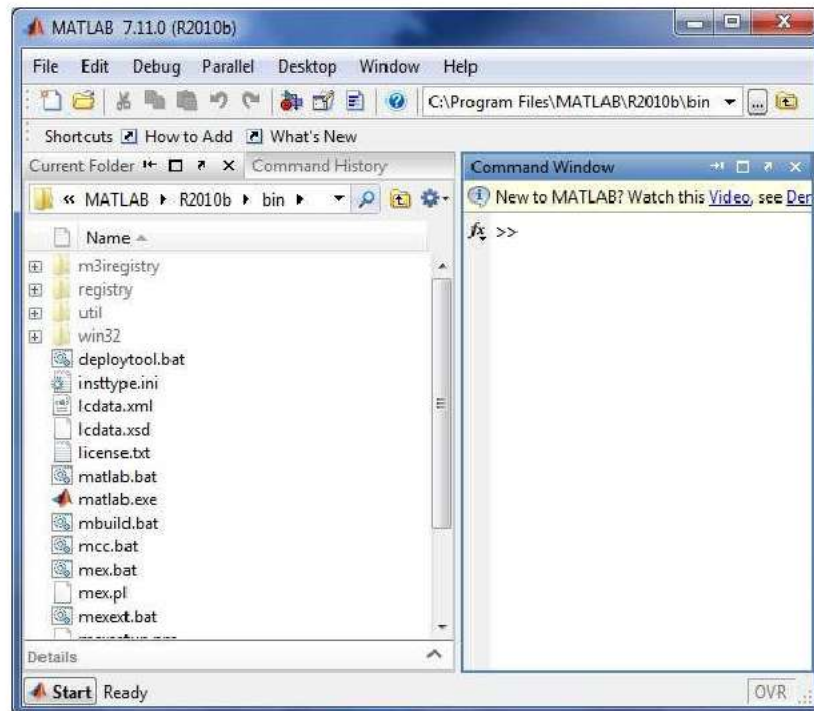 MATLAB 7.11.0 (R2010b)
File Edit Debug Parallel Desktop Window Help
C:\Program Files\MATLAB\R2010b\bin
Shortcuts How to Add What's New
Current Folder Command History
« MATLAB R2010b bin
Name
m3iregistry
registry
util
win32
deploytool.bat
insttype.ini
lcdata.xml
lcdata.xsd
license.txt
matlab.bat
matlab.exe
mbuild.bat
mcc.bat
mex.bat
mex.pl
mexext.bat
Details
Command Window
New to MATLAB? Watch this Video, see Der
fx >>
Start Ready
OVR